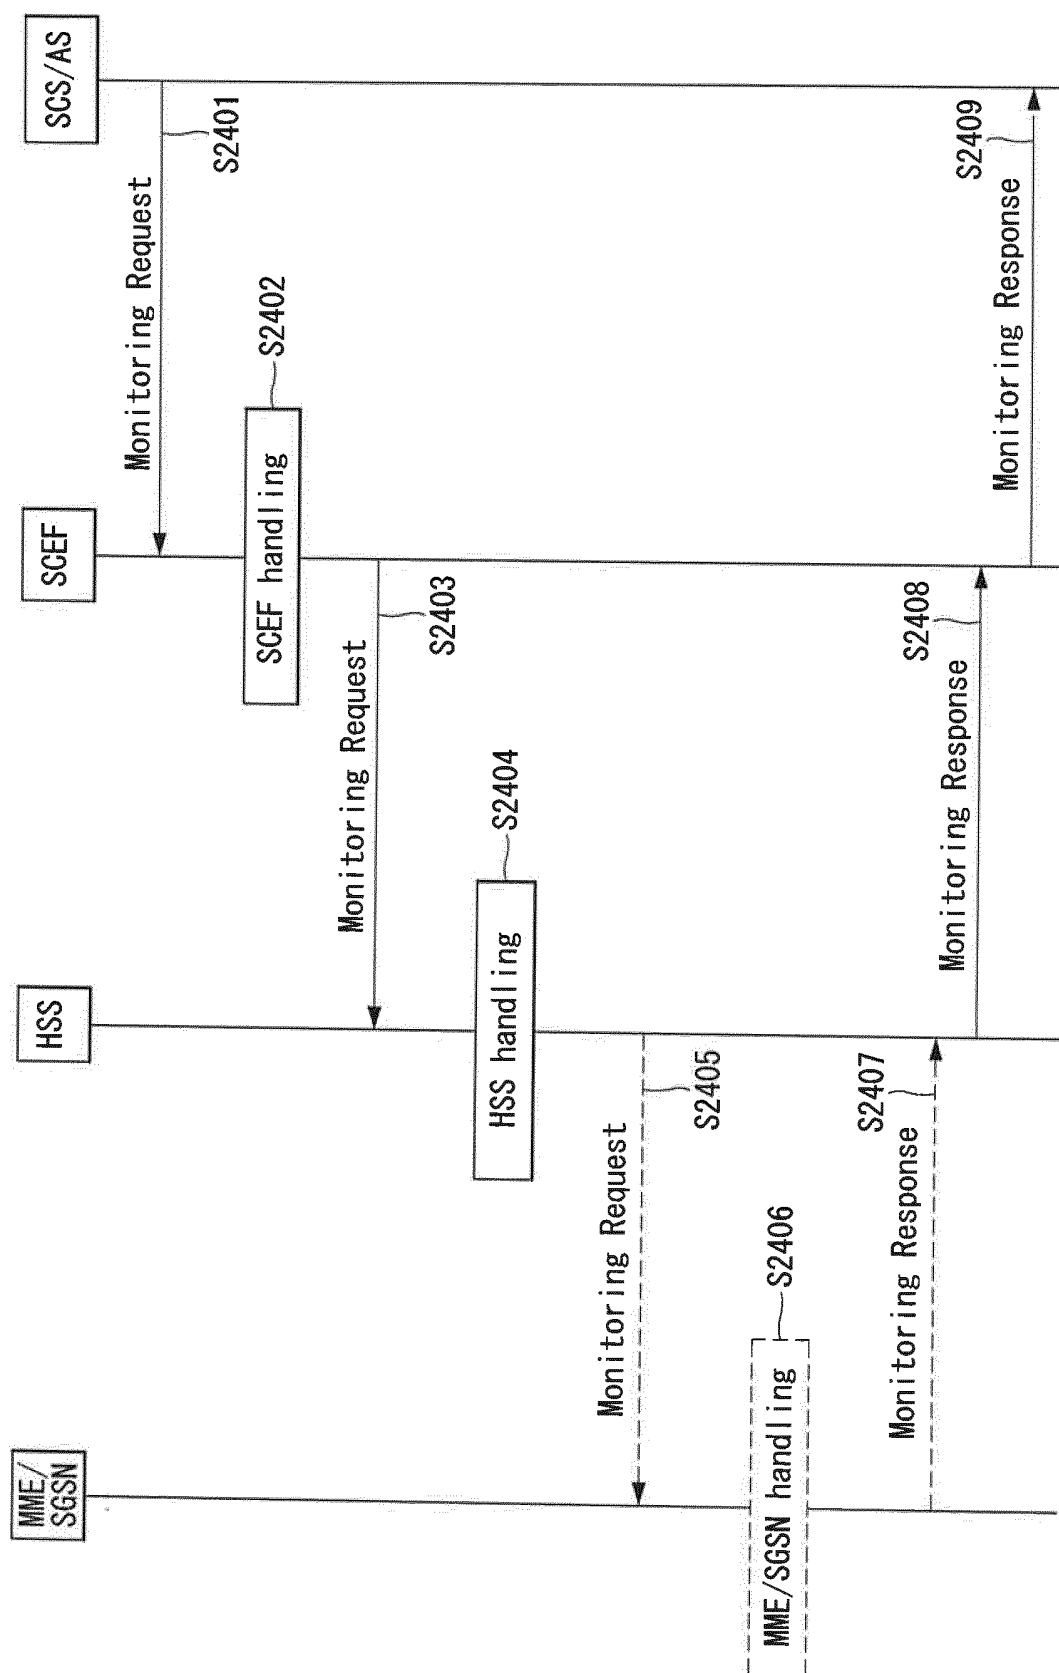 MME/
SGSN
HSS
SCEF
SCS/AS
Monitoring Request
S2401
SCEF handling
S2402
Monitoring Request
S2403
HSS handling
S2404
Monitoring Request
S2405
MME/SGSN handling
S2406
Monitoring Response
S2407
Monitoring Response
S2408
Monitoring Response
S2409